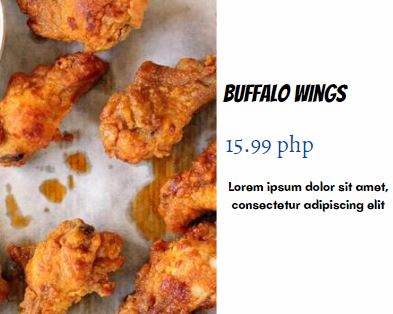 BUFFALO WINGS
15.99 php
Lorem ipsum dolor sit amet,
consectetur adipiscing elit